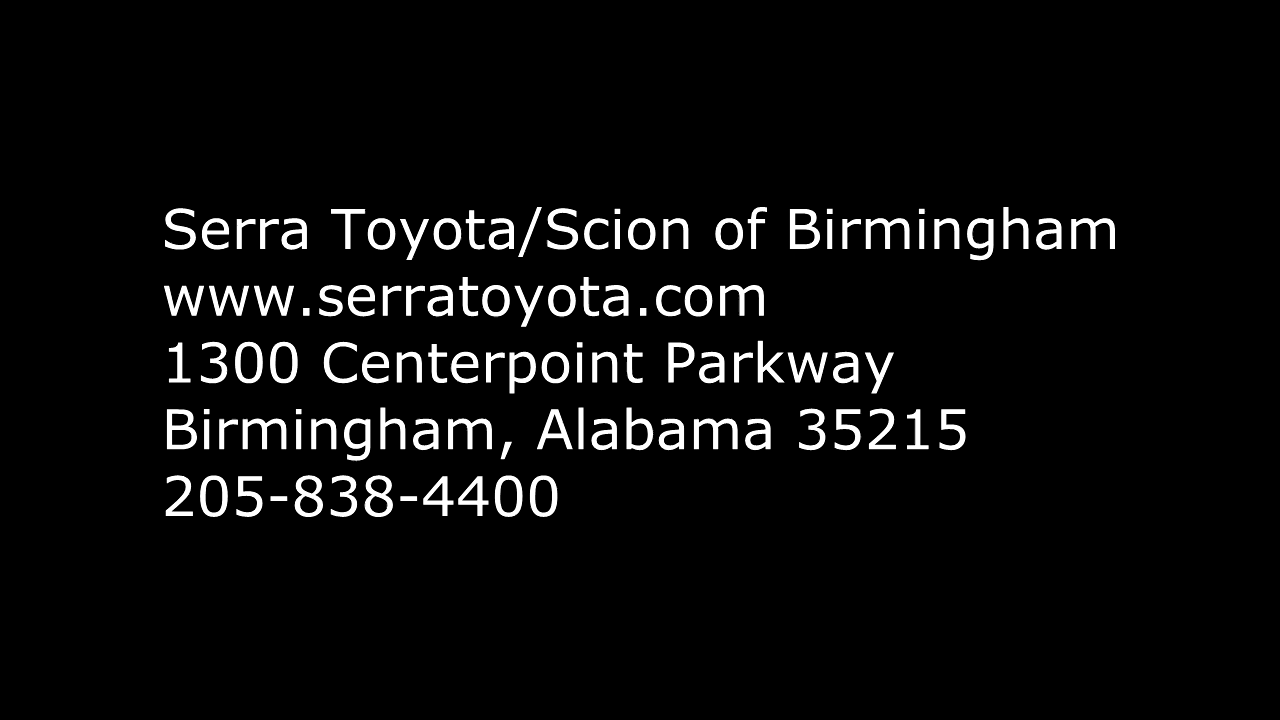 Serra Toyota/Scion of Birmingham
www.serratoyota.com
1300 Centerpoint Parkway
Birmingham, Alabama 35215
205-838-4400